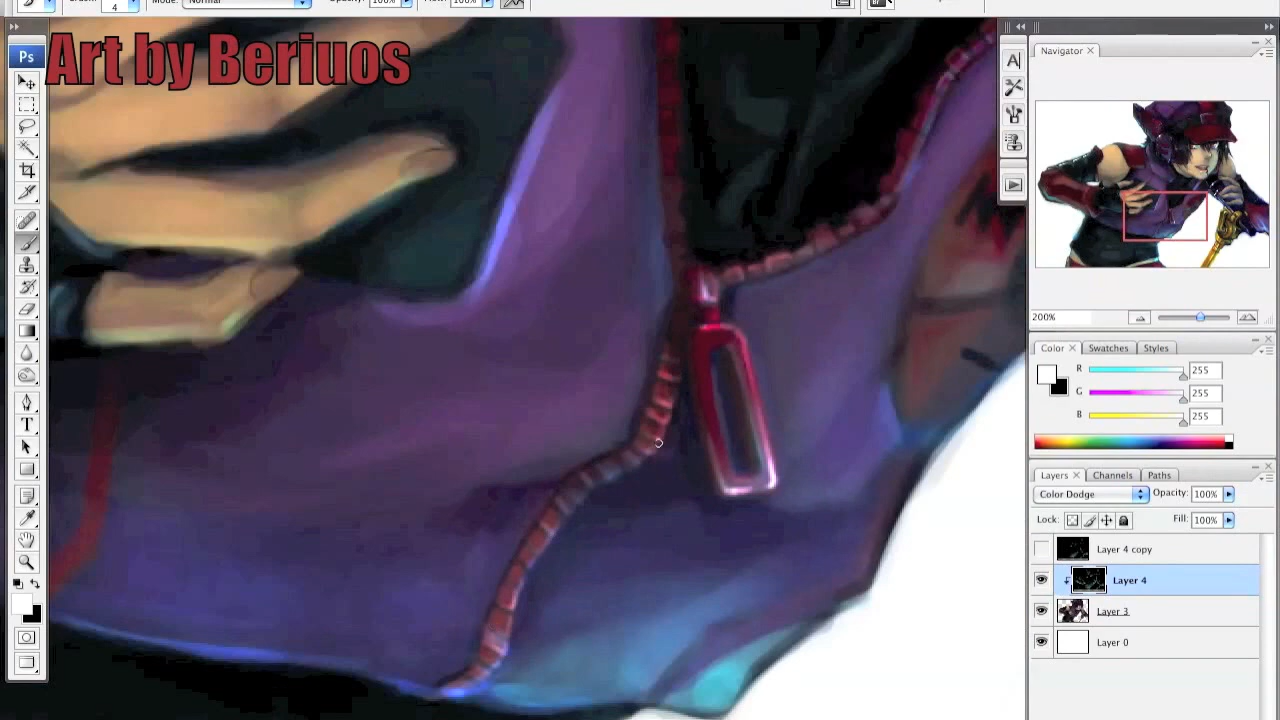 Mode: Normal Opacity: 100% Flow: 100%
Art by Beriuos
Ps
Navigator ×
200%
Color × Swatches Styles
R 255
G 255
B 255
Layers × Channels Paths
Color Dodge Opacity: 100%
Lock: Fill: 100%
Layer 4 copy
Layer 4
Layer 3
Layer 0